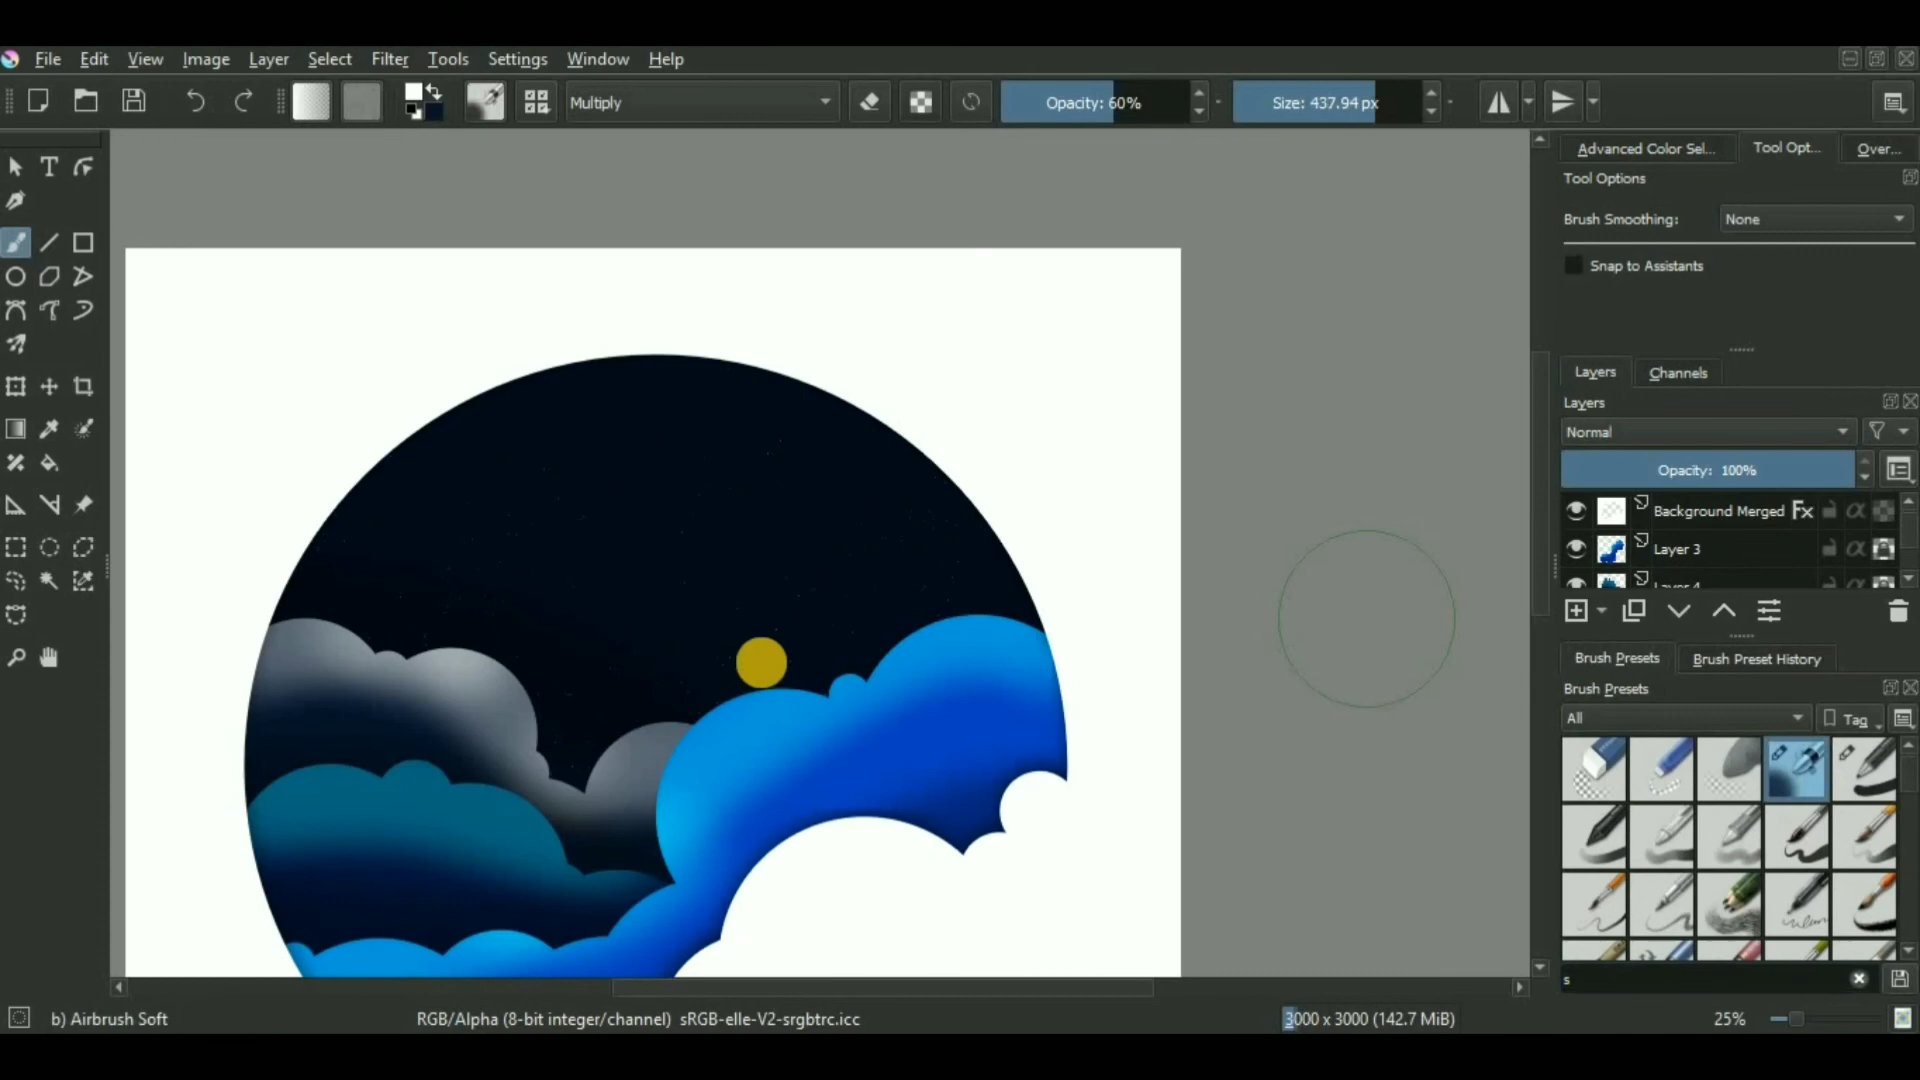 File Edit View Image Layer Select Filter Tools Settings Window Help
Multiply Opacity: 60% Size: 437.94 px
Advanced Color Sel... Tool Opt... Over...
Tool Options
Brush Smoothing: None
Snap to Assistants
Layers Channels
Layers
Normal
Opacity: 100%
Background Merged Fx
Layer 3
Layer 4
Brush Presets Brush Preset History
Brush Presets
All Tag
s
b) Airbrush Soft RGB/Alpha (8-bit integer/channel) sRGB-elle-V2-srgbtrc.icc 3000 x 3000 (142.7 MiB) 25%